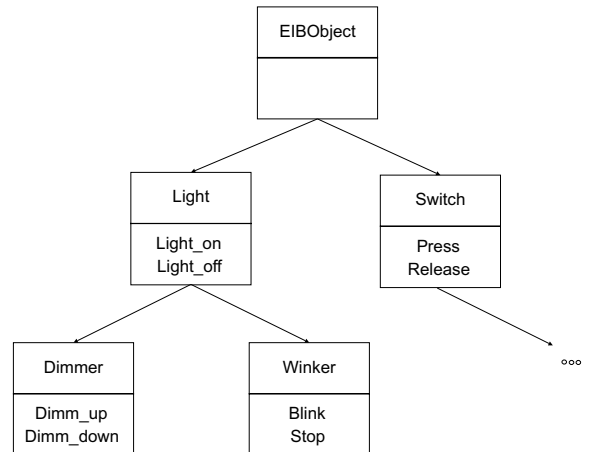 EIBObject
Light
Light_on
Light_off
Switch
Press
Release
Dimmer
Dimm_up
Dimm_down
Winker
Blink
Stop